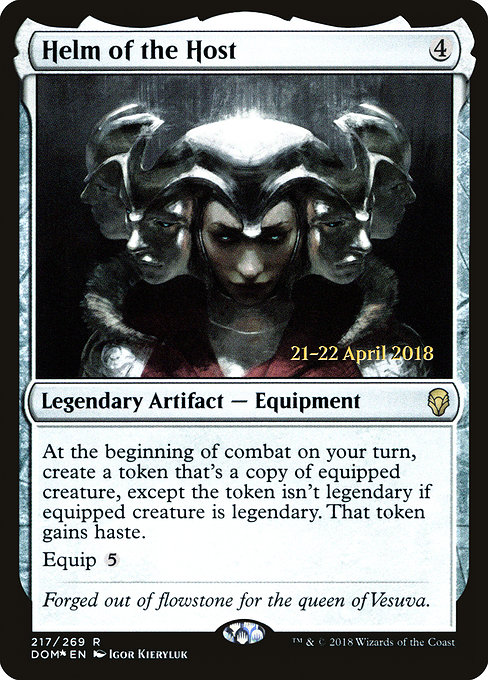 Helm of the Host 4
21–22 April 2018
Legendary Artifact — Equipment
At the beginning of combat on your turn,
create a token that's a copy of equipped
creature, except the token isn't legendary if
equipped creature is legendary. That token
gains haste.
Equip 5
Forged out of flowstone for the queen of Vesuva.
217/269 R
™ & © 2018 Wizards of the Coast
DOM★EN Igor Kieryluk